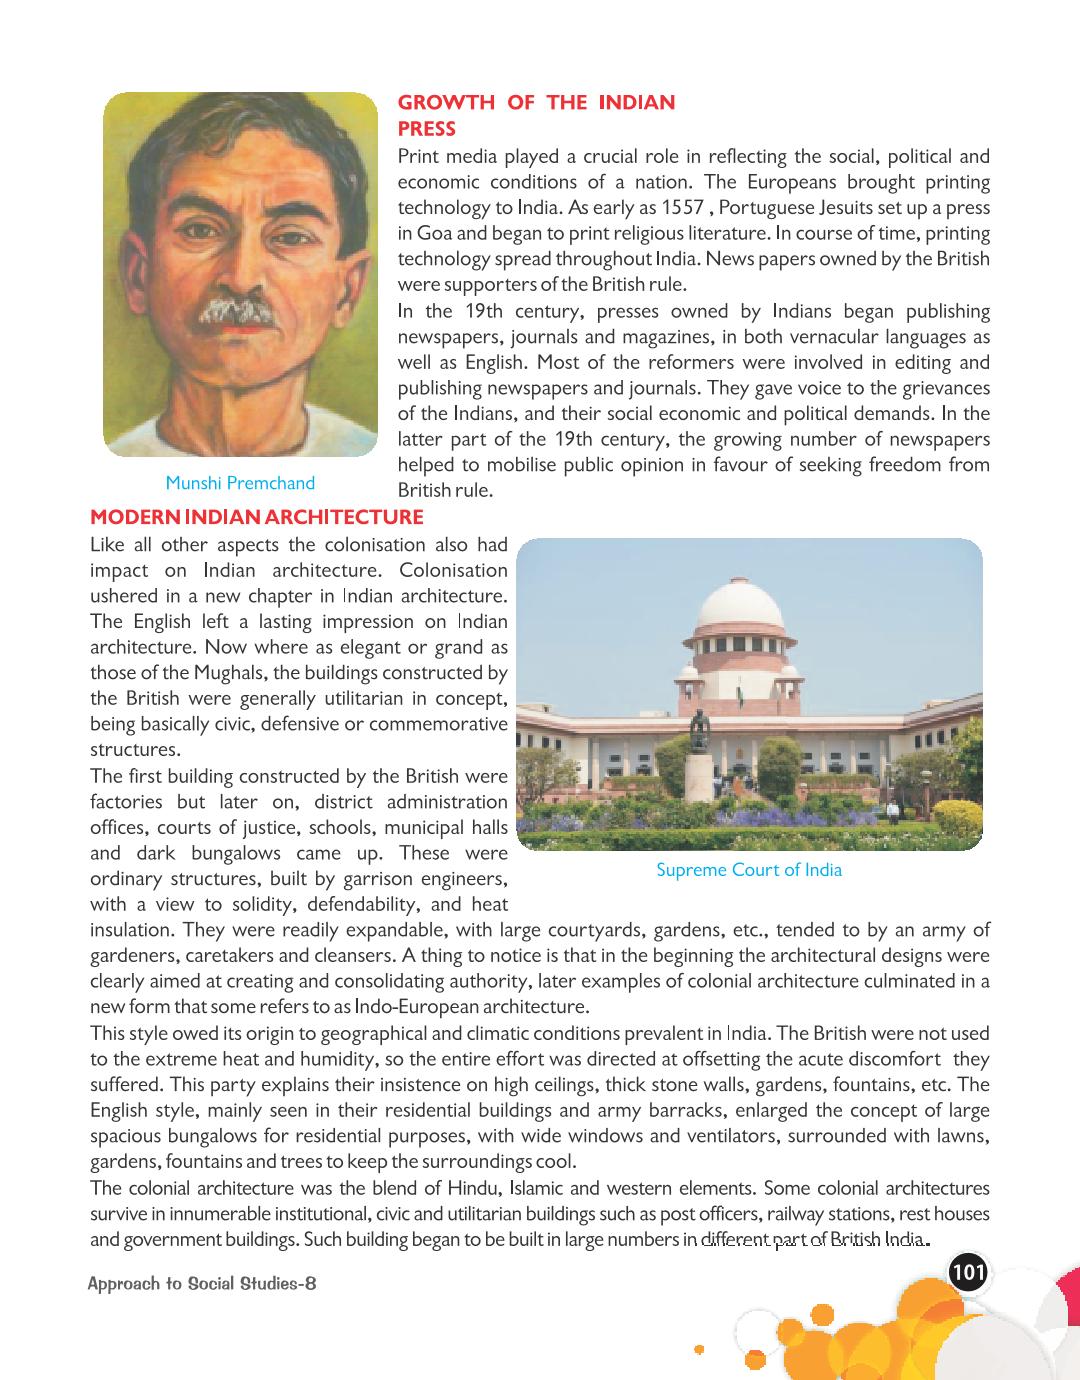 GROWTH OF THE INDIAN
PRESS
Print media played a crucial role in reflecting the social, political and
economic conditions of a nation. The Europeans brought printing
technology to India. As early as 1557 , Portuguese Jesuits set up a press
in Goa and began to print religious literature. In course of time, printing
technology spread throughout India. News papers owned by the British
were supporters of the British rule.
In the 19th century, presses owned by Indians began publishing
newspapers, journals and magazines, in both vernacular languages as
well as English. Most of the reformers were involved in editing and
publishing newspapers and journals. They gave voice to the grievances
of the Indians, and their social economic and political demands. In the
latter part of the 19th century, the growing number of newspapers
helped to mobilise public opinion in favour of seeking freedom from
British rule.
Munshi Premchand
MODERN INDIAN ARCHITECTURE
Like all other aspects the colonisation also had
impact on Indian architecture. Colonisation
ushered in a new chapter in Indian architecture.
The English left a lasting impression on Indian
architecture. Now where as elegant or grand as
those of the Mughals, the buildings constructed by
the British were generally utilitarian in concept,
being basically civic, defensive or commemorative
structures.
The first building constructed by the British were
factories but later on, district administration
offices, courts of justice, schools, municipal halls
and dark bungalows came up. These were
ordinary structures, built by garrison engineers,
with a view to solidity, defendability, and heat
Supreme Court of India
insulation. They were readily expandable, with large courtyards, gardens, etc., tended to by an army of
gardeners, caretakers and cleansers. A thing to notice is that in the beginning the architectural designs were
clearly aimed at creating and consolidating authority, later examples of colonial architecture culminated in a
new form that some refers to as Indo-European architecture.
This style owed its origin to geographical and climatic conditions prevalent in India. The British were not used
to the extreme heat and humidity, so the entire effort was directed at offsetting the acute discomfort they
suffered. This party explains their insistence on high ceilings, thick stone walls, gardens, fountains, etc. The
English style, mainly seen in their residential buildings and army barracks, enlarged the concept of large
spacious bungalows for residential purposes, with wide windows and ventilators, surrounded with lawns,
gardens, fountains and trees to keep the surroundings cool.
The colonial architecture was the blend of Hindu, Islamic and western elements. Some colonial architectures
survive in innumerable institutional, civic and utilitarian buildings such as post officers, railway stations, rest houses
and government buildings. Such building began to be built in large numbers in different part of British India.
Approach to Social Studies-8
101